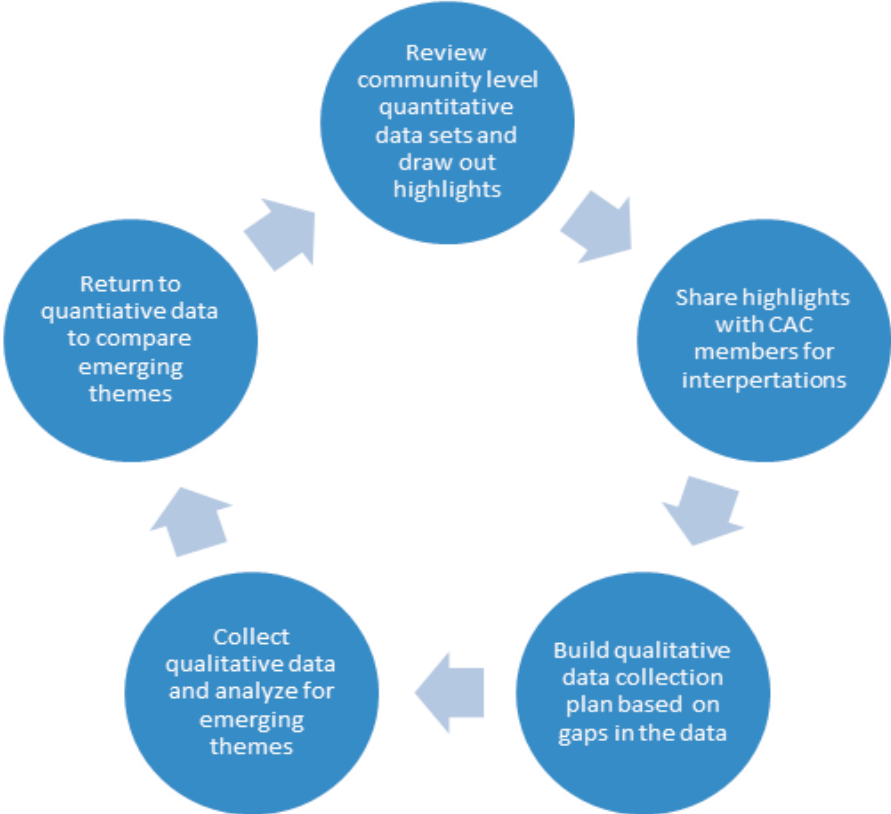 Review
community level
quantitative
data sets and
draw out
highlights
Share highlights
with CAC
members for
interpertations
Build qualitative
data collection
plan based on
gaps in the data
Collect
qualitative data
and analyze for
emerging
themes
Return to
quantiative data
to compare
emerging
themes